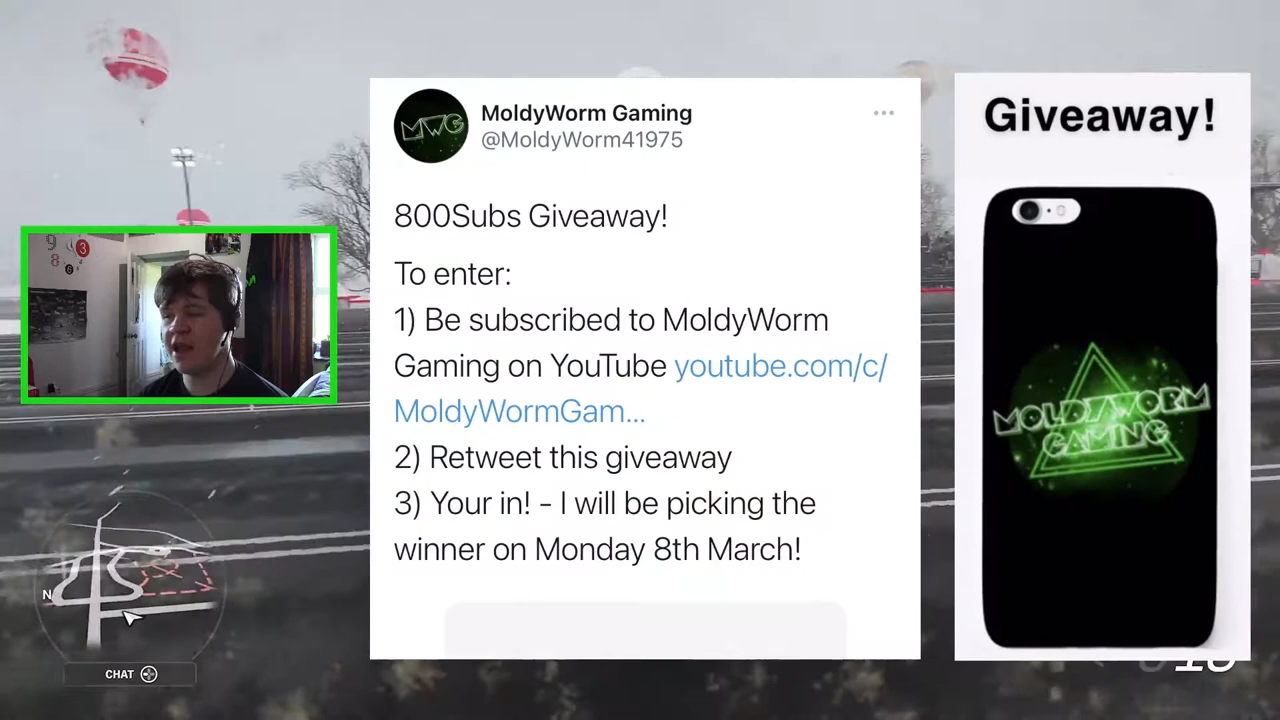 MoldyWorm Gaming
@MoldyWorm41975
800Subs Giveaway!
To enter:
1) Be subscribed to MoldyWorm
Gaming on YouTube youtube.com/c/
MoldyWormGam...
2) Retweet this giveaway
3) Your in! - I will be picking the
winner on Monday 8th March!
MWG
Giveaway!
MOLDYWORM
GAMING
3
N
CHAT